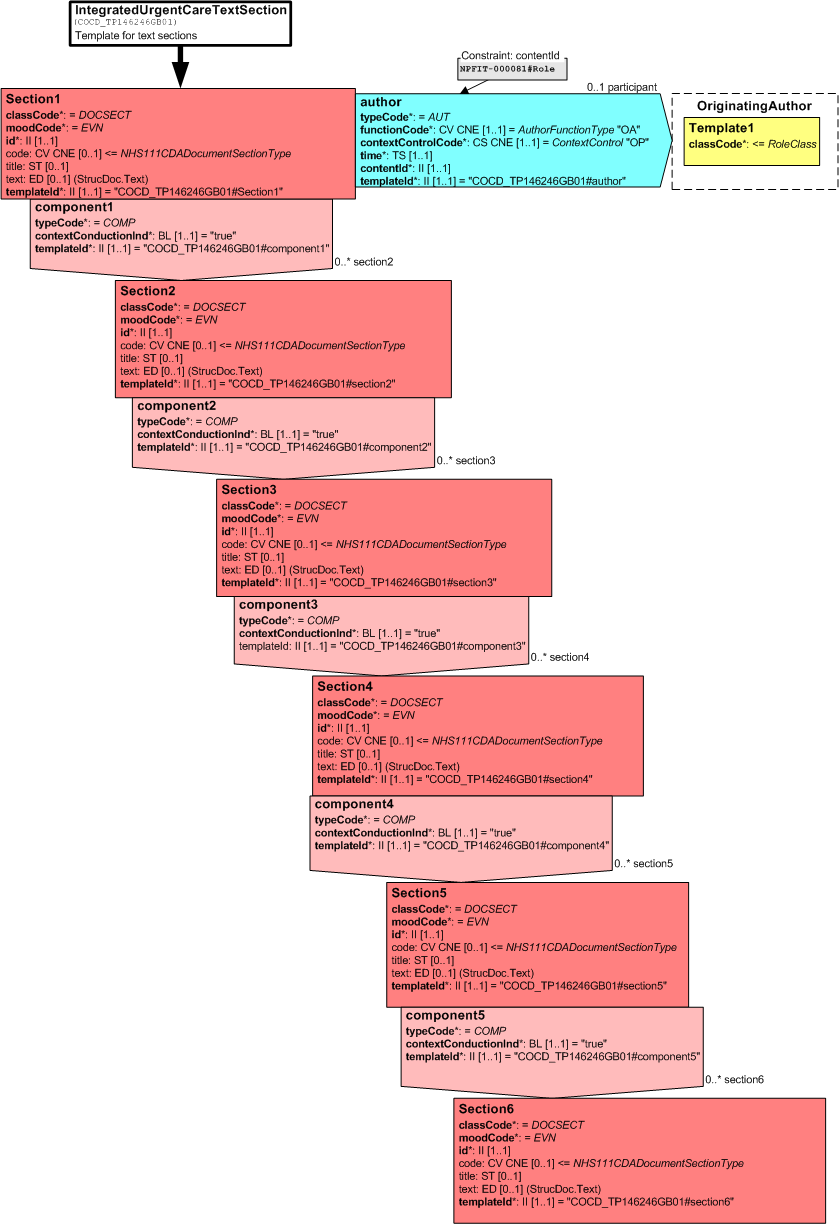 IntegratedUrgentCareTextSection
(COCD_TP146246GB01)
Template for text sections
Constraint: contentId
NPFIT-000081#Role
0..1 participant
Section1
classCode*: = DOCSECT
moodCode*: = EVN
id*: II [1..1]
code: CV CNE [0..1] <= NHS111CDADocumentSectionType
title: ST [0..1]
text: ED [0..1] (StrucDoc.Text)
templateId*: II [1..1] = "COCD_TP146246GB01#Section1"
author
typeCode*: = AUT
functionCode*: CV CNE [1..1] = AuthorFunctionType "OA"
contextControlCode*: CS CNE [1..1] = ContextControl "OP"
time*: TS [1..1]
contentId*: II [1..1]
templateId*: II [1..1] = "COCD_TP146246GB01#author"
OriginatingAuthor
Template1
classCode*: <= RoleClass
component1
typeCode*: = COMP
contextConductionInd*: BL [1..1] = "true"
templateId*: II [1..1] = "COCD_TP146246GB01#component1"
0..* section2
Section2
classCode*: = DOCSECT
moodCode*: = EVN
id*: II [1..1]
code: CV CNE [0..1] <= NHS111CDADocumentSectionType
title: ST [0..1]
text: ED [0..1] (StrucDoc.Text)
templateId*: II [1..1] = "COCD_TP146246GB01#section2"
component2
typeCode*: = COMP
contextConductionInd*: BL [1..1] = "true"
templateId*: II [1..1] = "COCD_TP146246GB01#component2"
0..* section3
Section3
classCode*: = DOCSECT
moodCode*: = EVN
id*: II [1..1]
code: CV CNE [0..1] <= NHS111CDADocumentSectionType
title: ST [0..1]
text: ED [0..1] (StrucDoc.Text)
templateId*: II [1..1] = "COCD_TP146246GB01#section3"
component3
typeCode*: = COMP
contextConductionInd*: BL [1..1] = "true"
templateId: II [1..1] = "COCD_TP146246GB01#component3"
0..* section4
Section4
classCode*: = DOCSECT
moodCode*: = EVN
id*: II [1..1]
code: CV CNE [0..1] <= NHS111CDADocumentSectionType
title: ST [0..1]
text: ED [0..1] (StrucDoc.Text)
templateId*: II [1..1] = "COCD_TP146246GB01#section4"
component4
typeCode*: = COMP
contextConductionInd*: BL [1..1] = "true"
templateId*: II [1..1] = "COCD_TP146246GB01#component4"
0..* section5
Section5
classCode*: = DOCSECT
moodCode*: = EVN
id*: II [1..1]
code: CV CNE [0..1] <= NHS111CDADocumentSectionType
title: ST [0..1]
text: ED [0..1] (StrucDoc.Text)
templateId*: II [1..1] = "COCD_TP146246GB01#section5"
component5
typeCode*: = COMP
contextConductionInd*: BL [1..1] = "true"
templateId*: II [1..1] = "COCD_TP146246GB01#component5"
0..* section6
Section6
classCode*: = DOCSECT
moodCode*: = EVN
id*: II [1..1]
code: CV CNE [0..1] <= NHS111CDADocumentSectionType
title: ST [0..1]
text: ED [0..1] (StrucDoc.Text)
templateId*: II [1..1] = "COCD_TP146246GB01#section6"